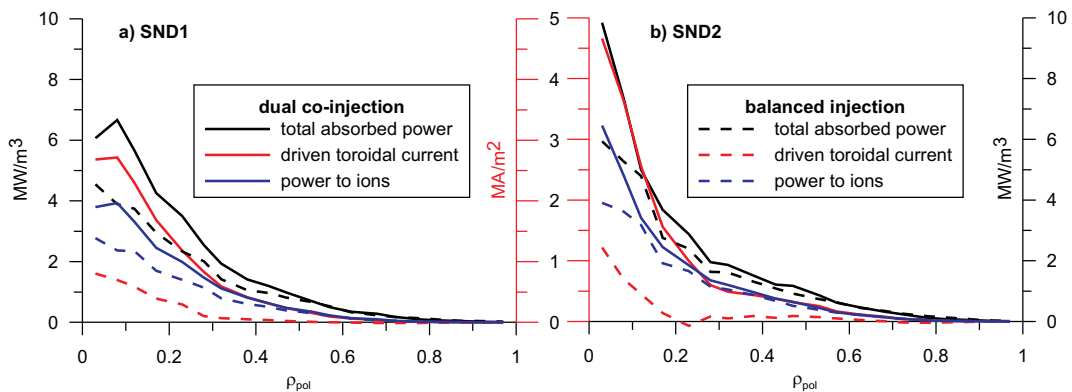 a) SND1
b) SND2
10
8
6
4
2
0
MW/m³
dual co-injection
total absorbed power
driven toroidal current
power to ions
MA/m²
5
4
3
2
1
0
balanced injection
total absorbed power
driven toroidal current
power to ions
10
8
6
4
2
0
MW/m³
0 0.2 0.4 0.6 0.8 1
ρpol
0 0.2 0.4 0.6 0.8 1
ρpol